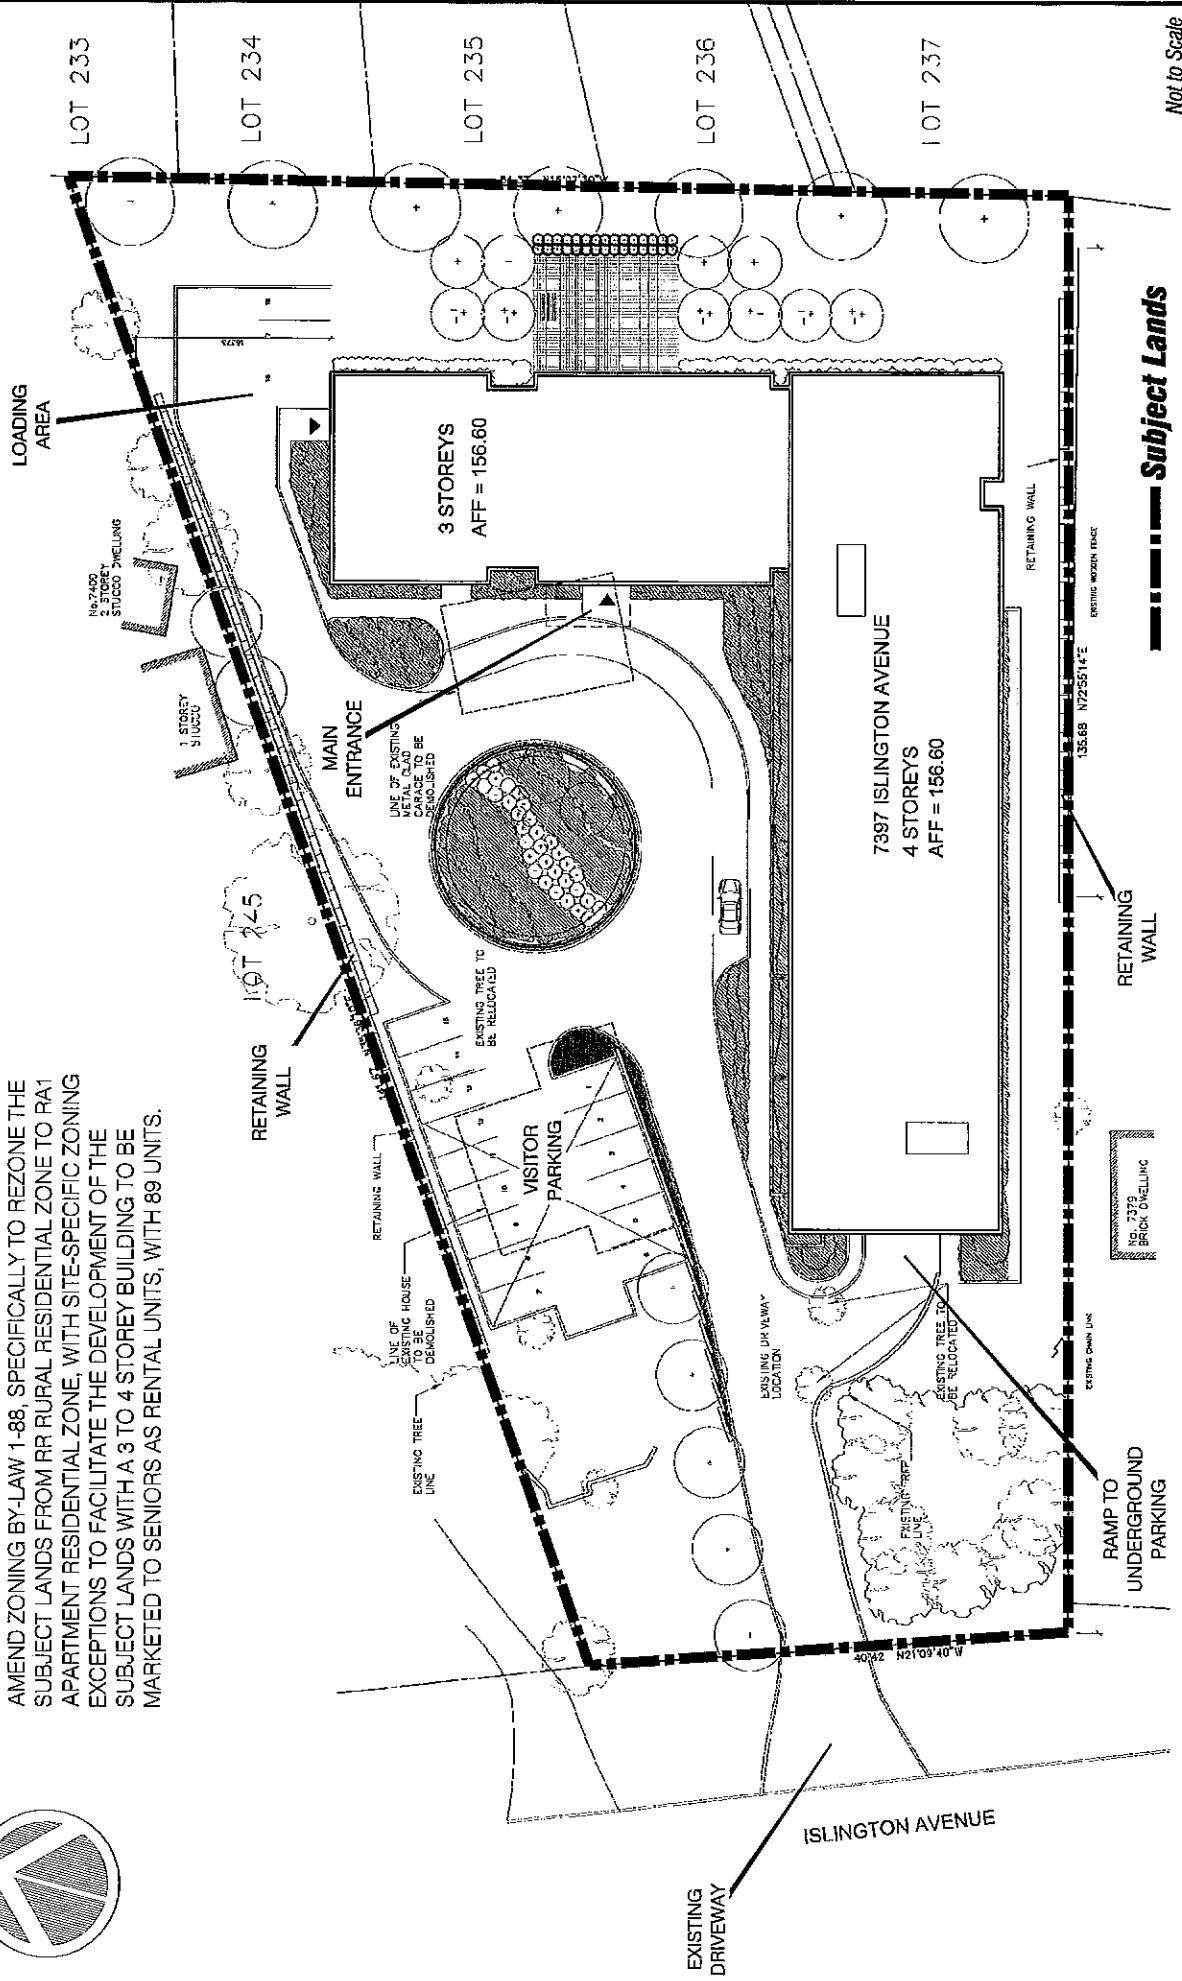 AMEND ZONING BY-LAW 1-88, SPECIFICALLY TO REZONE THE
SUBJECT LANDS FROM RR RURAL RESIDENTIAL ZONE TO RA1
APARTMENT RESIDENTIAL ZONE, WITH SITE-SPECIFIC ZONING
EXCEPTIONS TO FACILITATE THE DEVELOPMENT OF THE
SUBJECT LANDS WITH A 3 TO 4 STOREY BUILDING TO BE
MARKETED TO SENIORS AS RENTAL UNITS, WITH 89 UNITS.
LOT 233
LOT 234
LOT 235
LOT 236
LOT 237
LOADING
AREA
No.7400
2 STOREY
STUCCO DWELLING
1 STOREY
STUCCO
LOT 245
RETAINING
WALL
MAIN
ENTRANCE
LINE OF EXISTING
METAL CLAD
GARAGE TO BE
DEMOLISHED
3 STOREYS
AFF = 156.60
EXISTING TREE TO
BE RELOCATED
RETAINING WALL
VISITOR
PARKING
LINE OF
EXISTING HOUSE
TO BE
DEMOLISHED
EXISTING TREE
LINE
7397 ISLINGTON AVENUE
4 STOREYS
AFF = 156.60
RETAINING WALL
EXISTING WOODEN FENCE
135.68 N72°55'14"E
RETAINING
WALL
EXISTING DRIVEWAY
LOCATION
EXISTING TREE TO
BE RELOCATED
EXISTING TREE
LINE
No. 7379
BRICK DWELLING
EXISTING CHAIN LINK
RAMP TO
UNDERGROUND
PARKING
40.42 N21°09'40"W
ISLINGTON AVENUE
EXISTING
DRIVEWAY
Subject Lands
Not to Scale